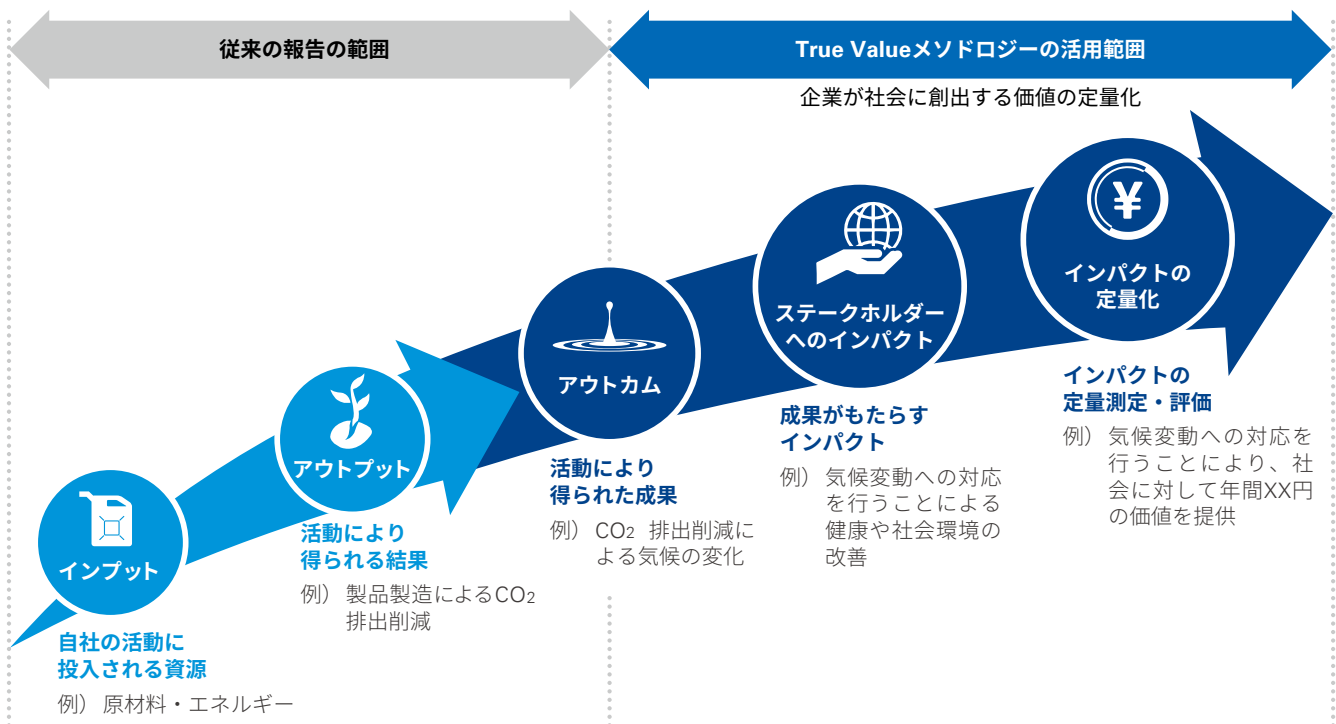 従来の報告の範囲
True Valueメソドロジーの活用範囲
企業が社会に創出する価値の定量化
インプット
自社の活動に
投入される資源
例） 原材料・エネルギー
アウトプット
活動により
得られる結果
例） 製品製造によるCO₂
排出削減
アウトカム
活動により
得られた成果
例） CO₂ 排出削減に
よる気候の変化
ステークホルダー
へのインパクト
成果がもたらす
インパクト
例） 気候変動への対応
を行うことによる
健康や社会環境の
改善
¥
インパクトの
定量化
インパクトの
定量測定・評価
例） 気候変動への対応を
行うことにより、社
会に対して年間XX円
の価値を提供